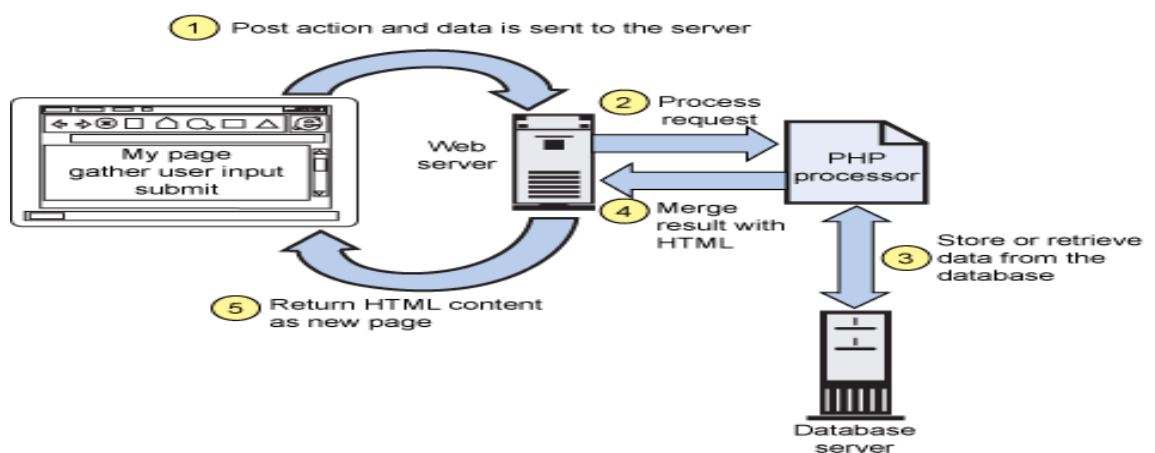 1 Post action and data is sent to the server
2 Process
request
My page
gather user input
submit
Web
server
PHP
processor
4 Merge
result with
HTML
3 Store or retrieve
data from the
database
5 Return HTML content
as new page
Database
server